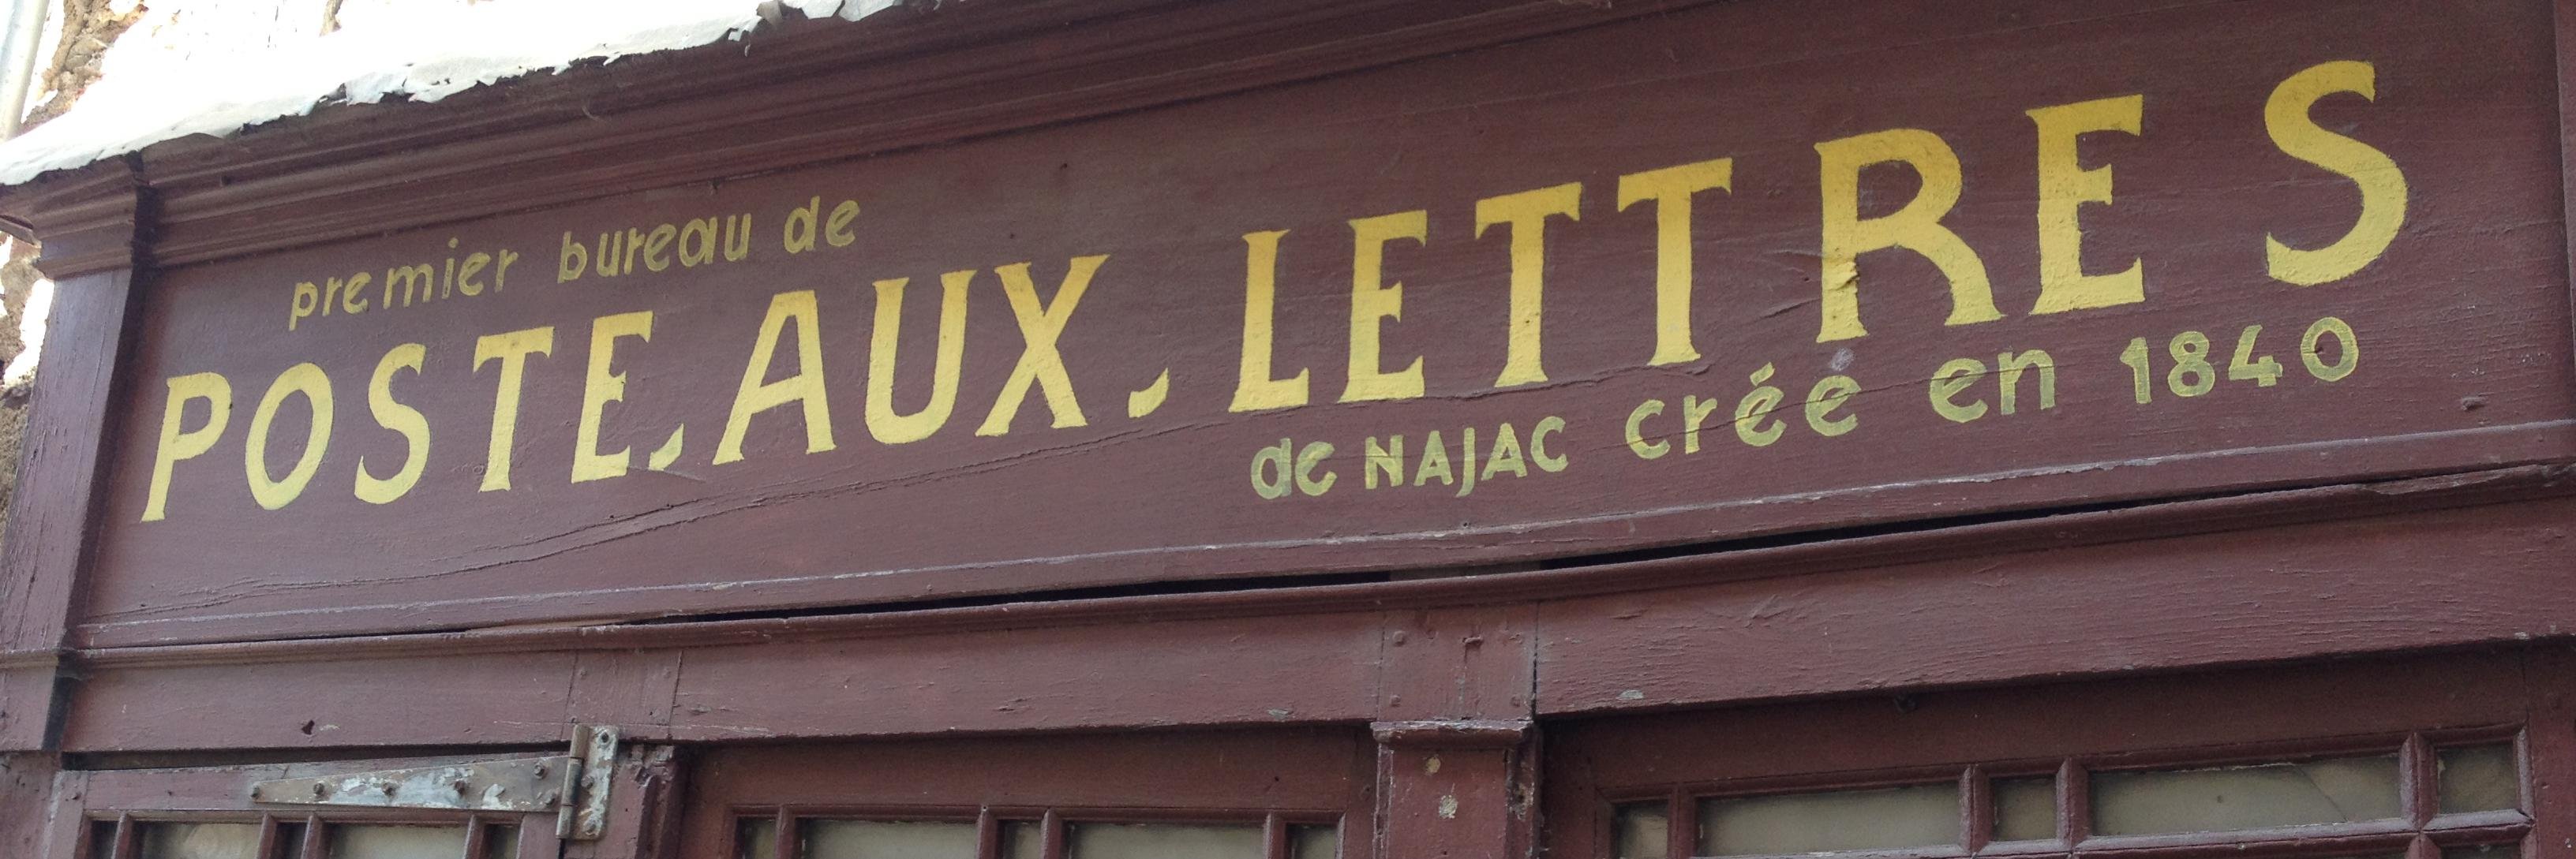 premier bureau de
POSTE.AUX.LETTRES
de NAJAC crée en 1840